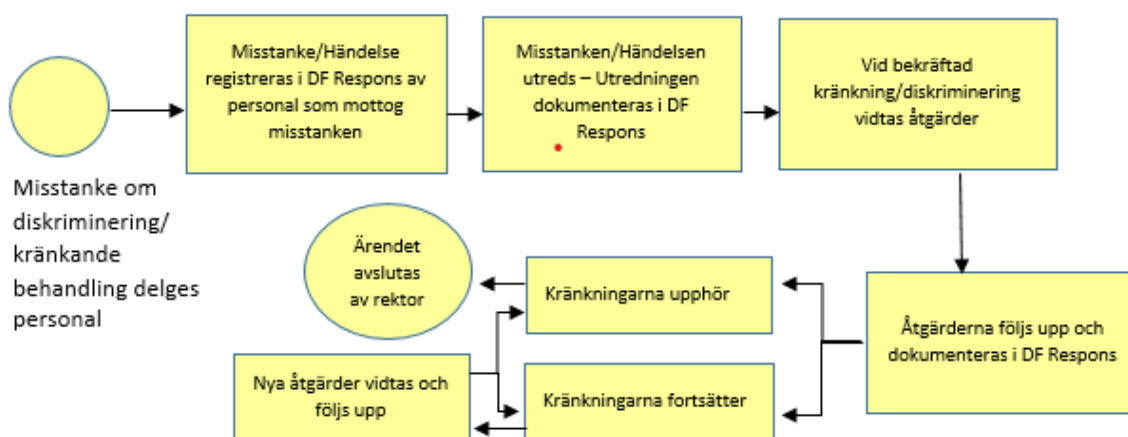 Misstanke/Händelse
registreras i DF Respons av
personal som mottog
misstanken
Misstanken/Händelsen
utreds – Utredningen
dokumenteras i DF
Respons
Vid bekräftad
kränkning/diskriminering
vidtas åtgärder
Misstanke om
diskriminering/
kränkande
behandling delges
personal
Ärendet
avslutas
av rektor
Kränkningarna upphör
Åtgärderna följs upp och
dokumenteras i DF Respons
Nya åtgärder vidtas och
följs upp
Kränkningarna fortsätter